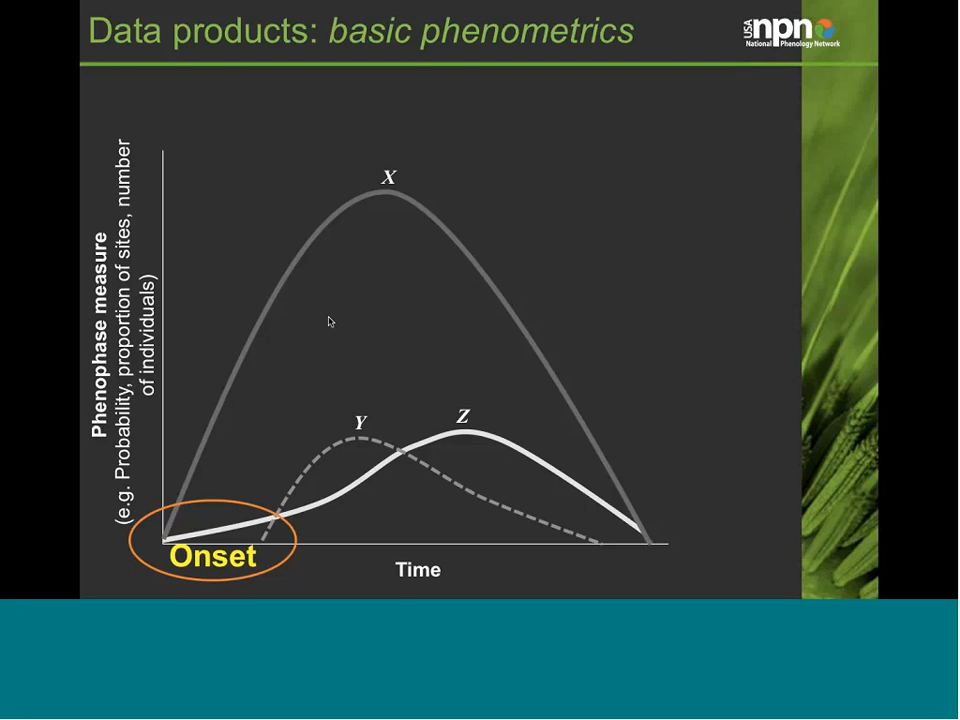 Data products: basic phenometrics
USA
npn
National Phenology Network
Phenophase measure
(e.g. Probability, proportion of sites, number
of individuals)
X
Y
Z
Onset
Time